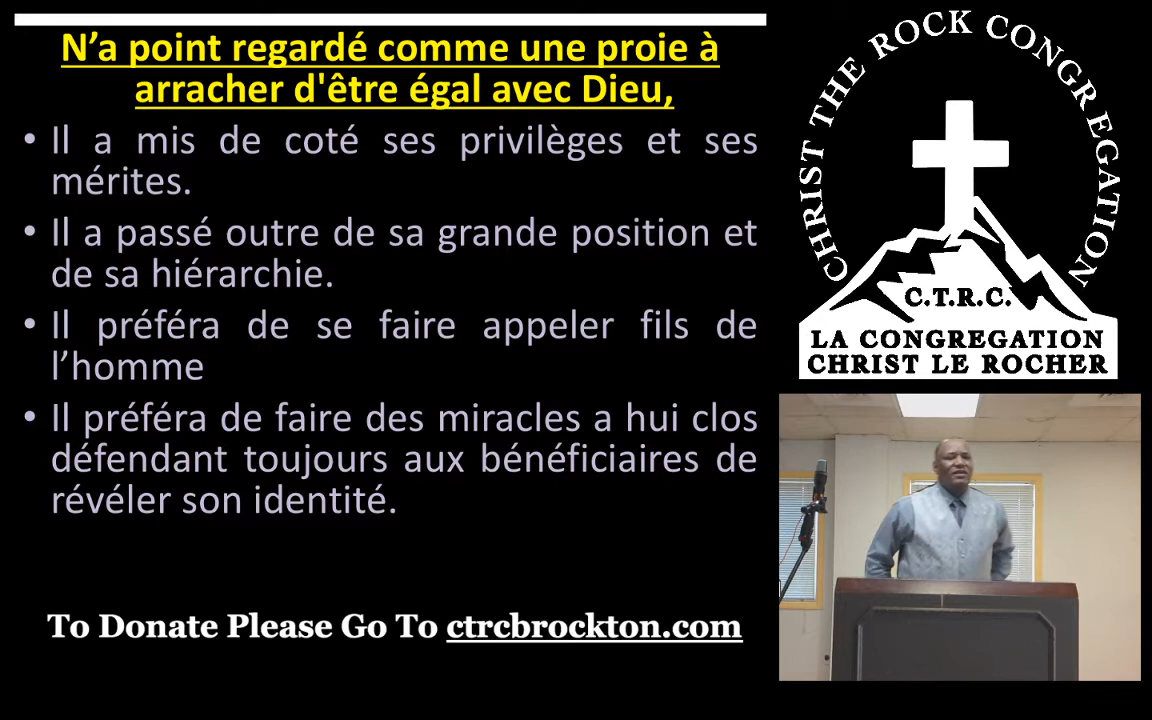 N’a point regardé comme une proie à
arracher d'être égal avec Dieu,
• Il a mis de coté ses privilèges et ses
mérites.
• Il a passé outre de sa grande position et
de sa hiérarchie.
• Il préféra de se faire appeler fils de
l’homme
• Il préféra de faire des miracles a hui clos
défendant toujours aux bénéficiaires de
révéler son identité.
To Donate Please Go To ctrcbrockton.com
CHRIST THE ROCK CONGREGATION
C.T.R.C.
LA CONGREGATION
CHRIST LE ROCHER